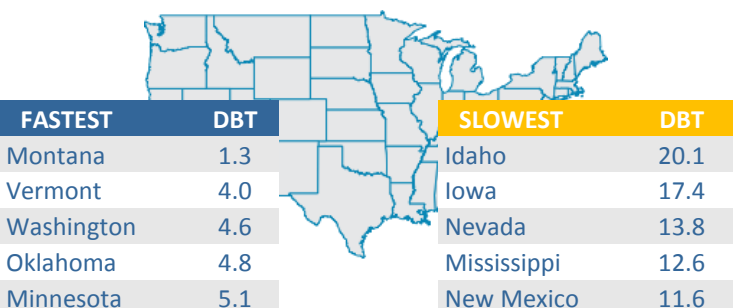 FASTEST DBT
Montana 1.3
Vermont 4.0
Washington 4.6
Oklahoma 4.8
Minnesota 5.1
SLOWEST DBT
Idaho 20.1
Iowa 17.4
Nevada 13.8
Mississippi 12.6
New Mexico 11.6